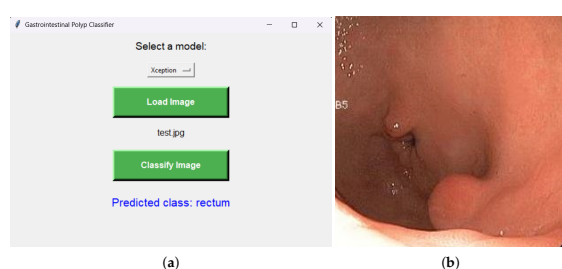 Gastrointestinal Polyp Classifier
Select a model:
Xception
Load Image
test.jpg
Classify Image
Predicted class: rectum
B5
(a)
(b)